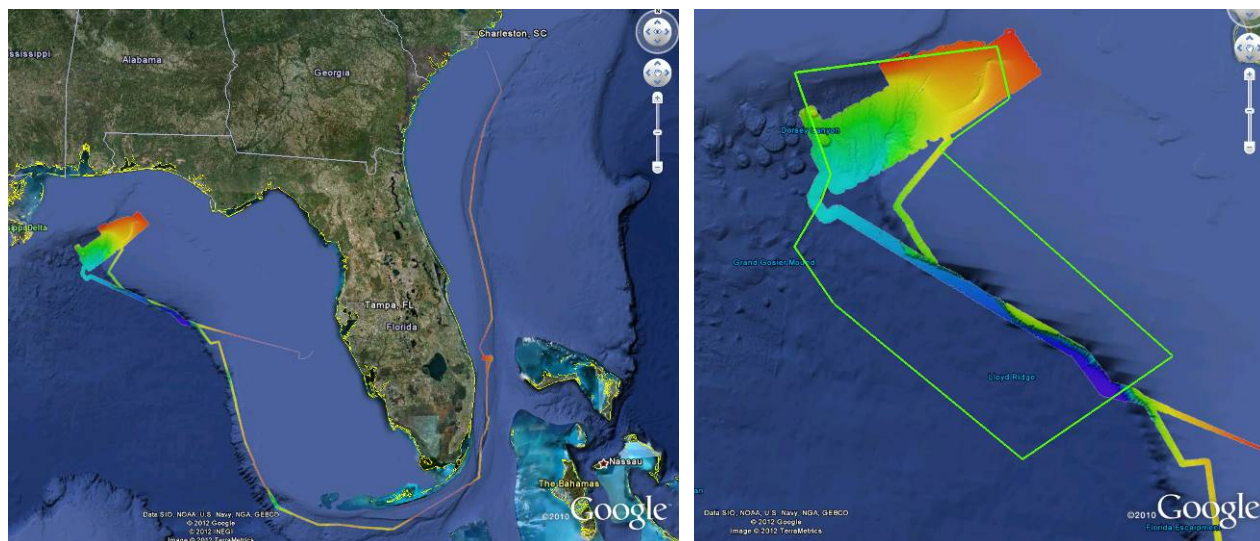 N
Charleston, SC
ssissippi
Alabama
Georgia
Tampa, FL
Florida
Nassau
The Bahamas
Data SIO, NOAA, U.S. Navy, NGA, GEBCO
© 2012 Google
© 2012 INEGI
Image © 2012 TerraMetrics
©2010 Google
Dorsey Canyon
Grand Gosier Mound
Lloyd Ridge
Florida Escarpment
Data SIO, NOAA, U.S. Navy, NGA, GEBCO
© 2012 Google
Image © 2012 TerraMetrics
©2010 Google